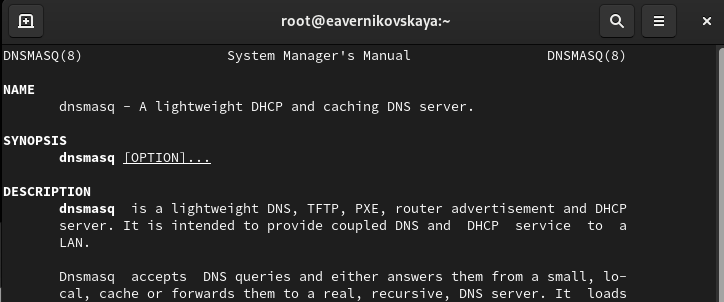 root@eavernikovskaya:~
DNSMASQ(8) System Manager's Manual DNSMASQ(8)
NAME
dnsmasq - A lightweight DHCP and caching DNS server.
SYNOPSIS
dnsmasq [OPTION]...
DESCRIPTION
dnsmasq is a lightweight DNS, TFTP, PXE, router advertisement and DHCP
server. It is intended to provide coupled DNS and DHCP service to a
LAN.
Dnsmasq accepts DNS queries and either answers them from a small, lo-
cal, cache or forwards them to a real, recursive, DNS server. It loads